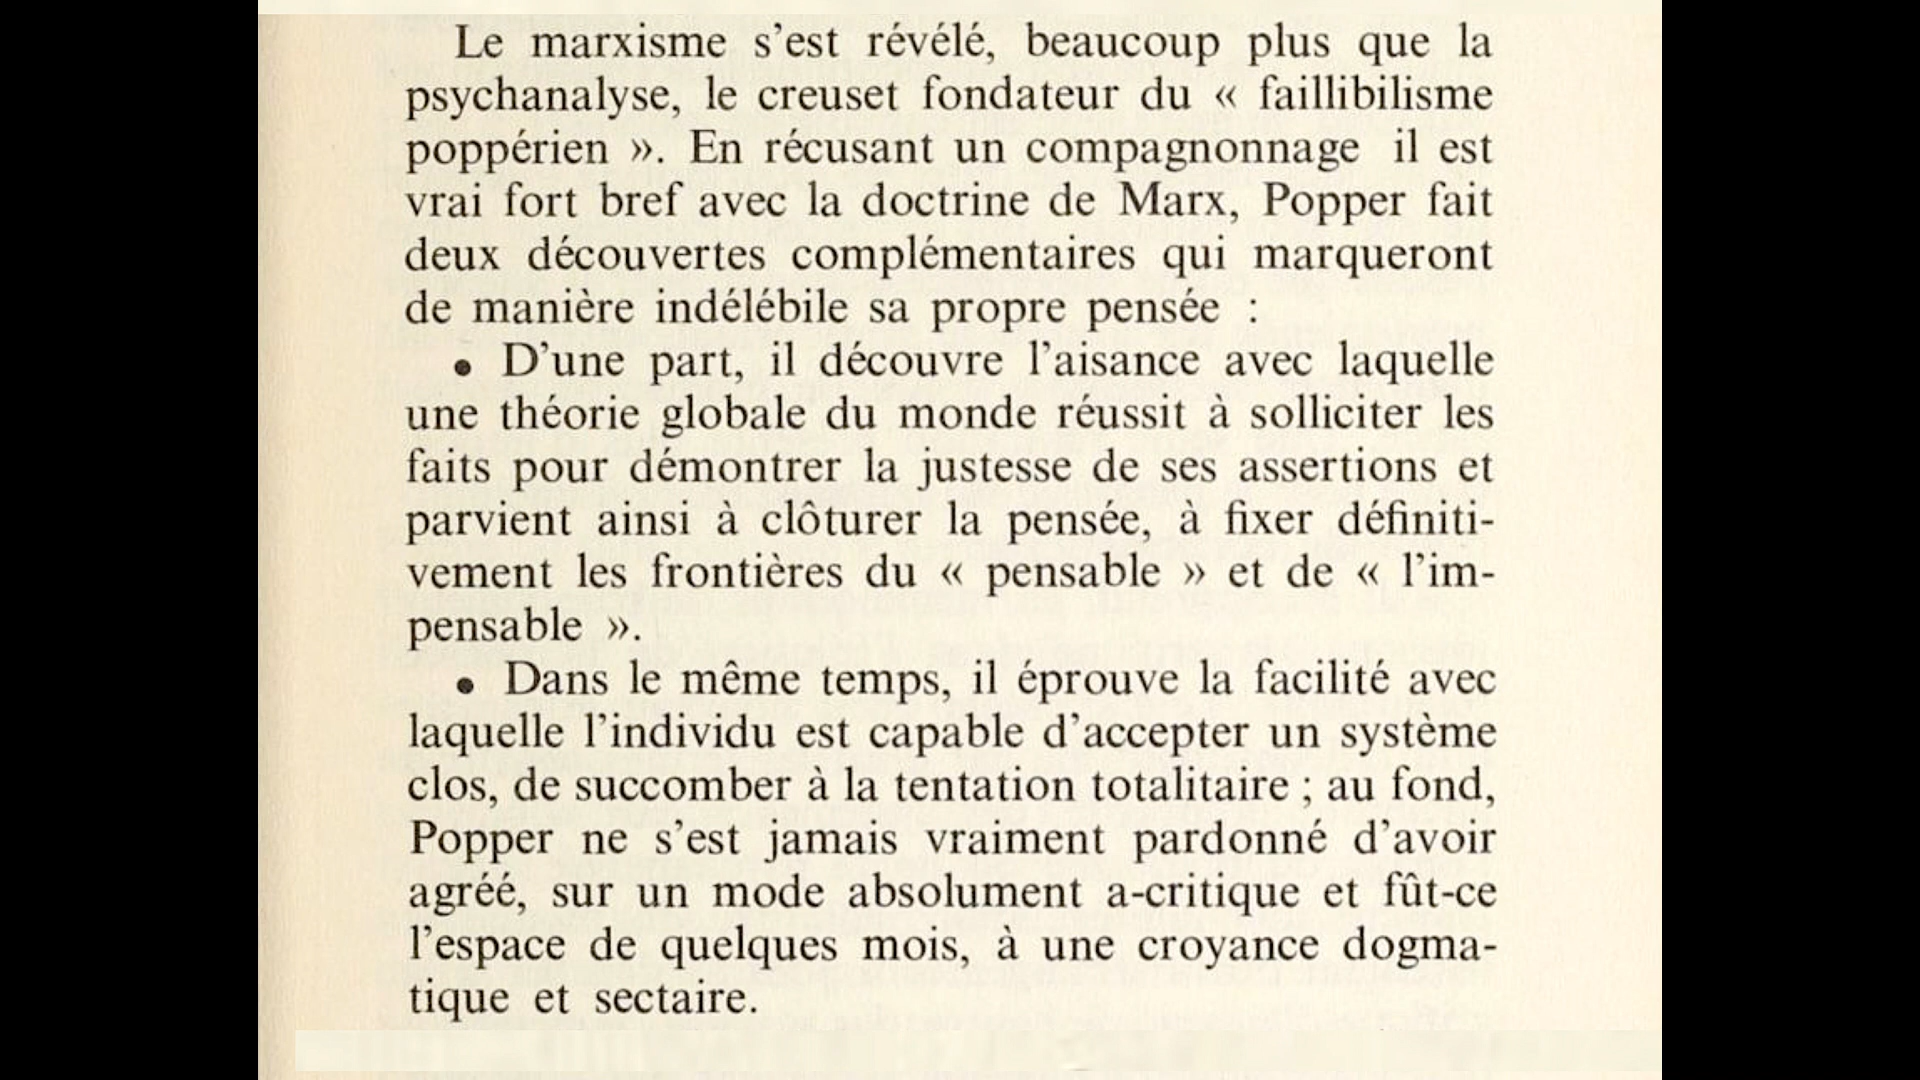 Le marxisme s’est révélé, beaucoup plus que la
psychanalyse, le creuset fondateur du « faillibilisme
poppérien ». En récusant un compagnonnage il est
vrai fort bref avec la doctrine de Marx, Popper fait
deux découvertes complémentaires qui marqueront
de manière indélébile sa propre pensée :
• D’une part, il découvre l’aisance avec laquelle
une théorie globale du monde réussit à solliciter les
faits pour démontrer la justesse de ses assertions et
parvient ainsi à clôturer la pensée, à fixer définiti-
vement les frontières du « pensable » et de « l’im-
pensable ».
• Dans le même temps, il éprouve la facilité avec
laquelle l’individu est capable d’accepter un système
clos, de succomber à la tentation totalitaire ; au fond,
Popper ne s’est jamais vraiment pardonné d’avoir
agréé, sur un mode absolument a-critique et fût-ce
l’espace de quelques mois, à une croyance dogma-
tique et sectaire.